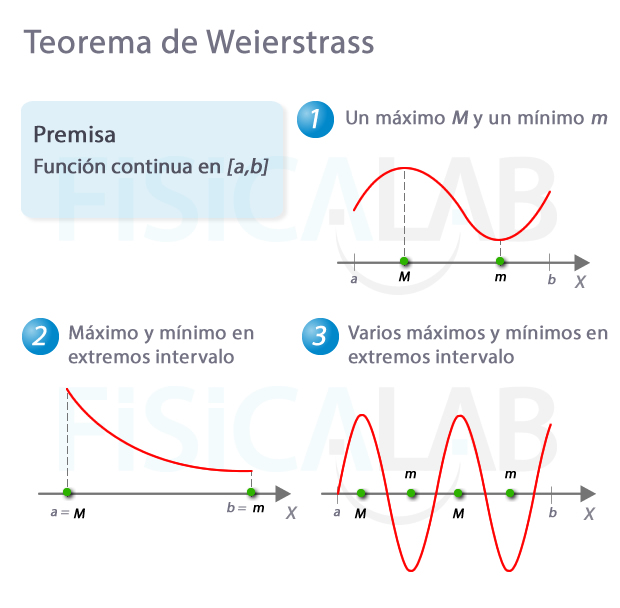 Teorema de Weierstrass
Premisa
Función continua en [a,b]
1 Un máximo M y un mínimo m
a M m b X
2 Máximo y mínimo en
extremos intervalo
a = M b = m X
3 Varios máximos y mínimos en
extremos intervalo
m m
a M M b X
FiSiCALAB
FiSiCALAB